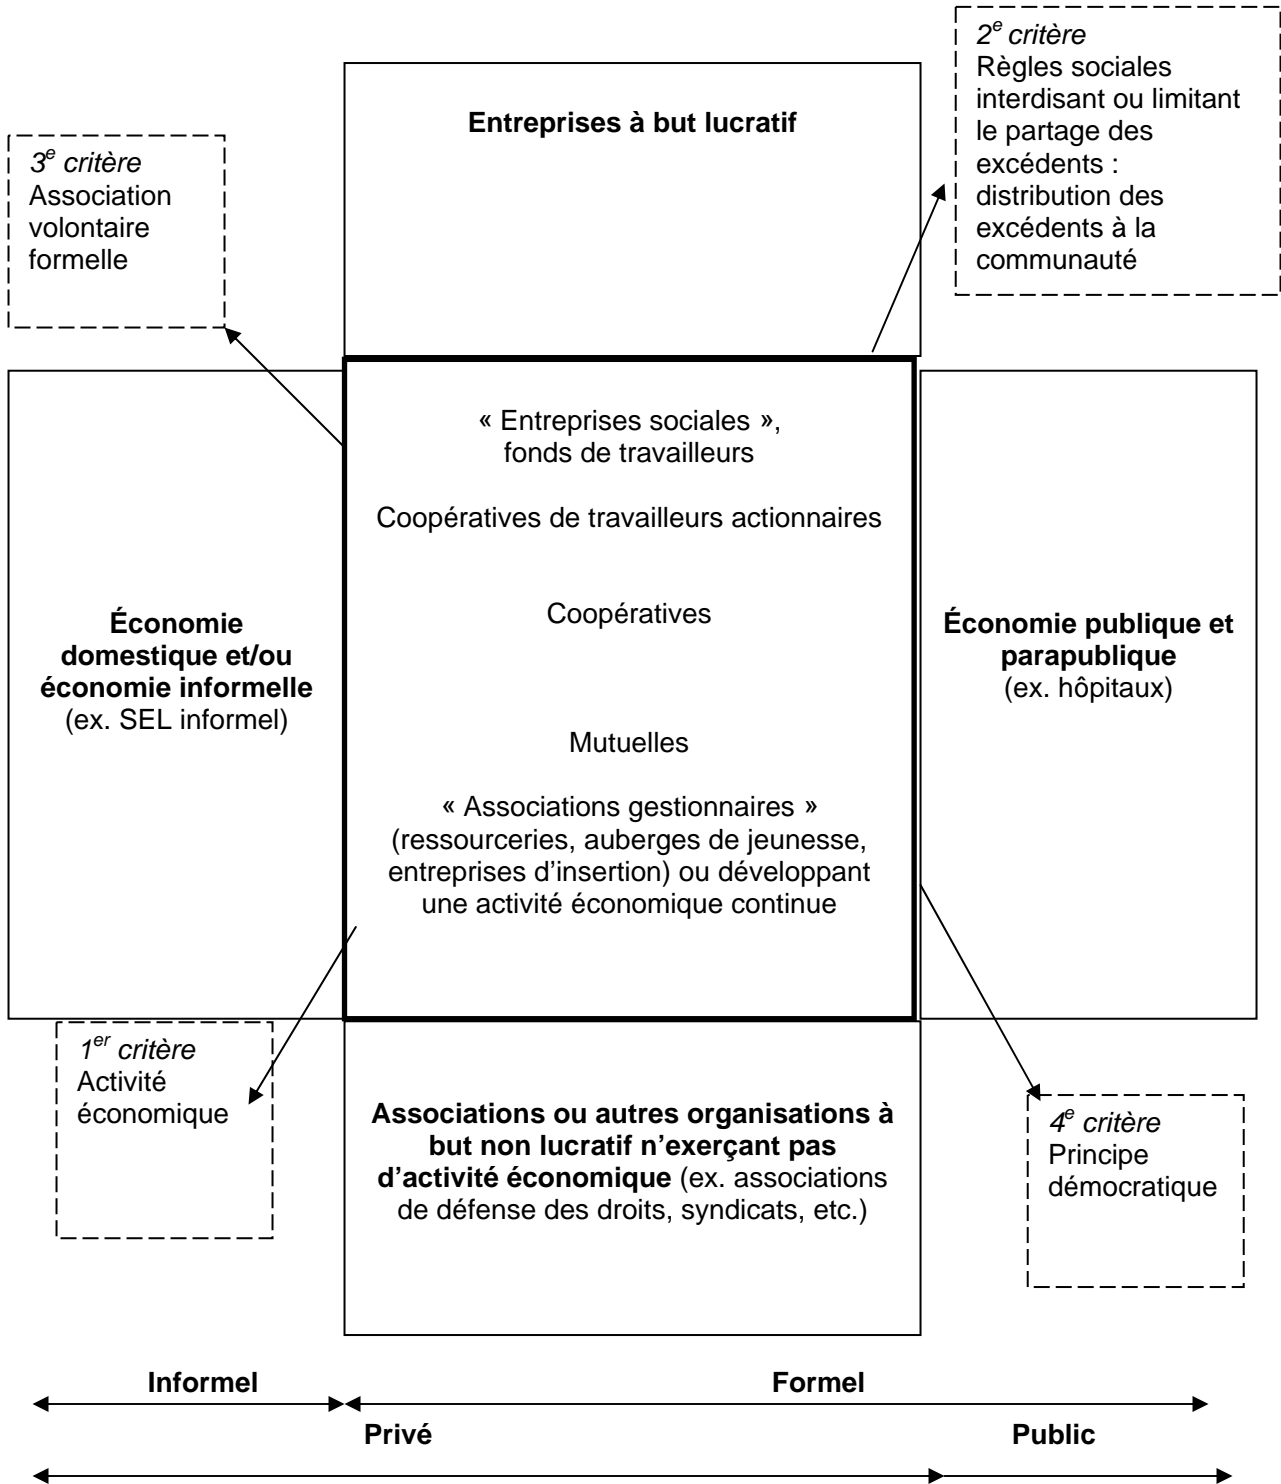 2e critère
Règles sociales
interdisant ou limitant
le partage des
excédents :
distribution des
excédents à la
communauté
Entreprises à but lucratif
3e critère
Association
volontaire
formelle
« Entreprises sociales »,
fonds de travailleurs
Coopératives de travailleurs actionnaires
Coopératives
Mutuelles
« Associations gestionnaires »
(ressourceries, auberges de jeunesse,
entreprises d’insertion) ou développant
une activité économique continue
Économie
domestique et/ou
économie informelle
(ex. SEL informel)
Économie publique et
parapublique
(ex. hôpitaux)
1er critère
Activité
économique
Associations ou autres organisations à
but non lucratif n’exerçant pas
d’activité économique (ex. associations
de défense des droits, syndicats, etc.)
4e critère
Principe
démocratique
Informel
Formel
Privé
Public